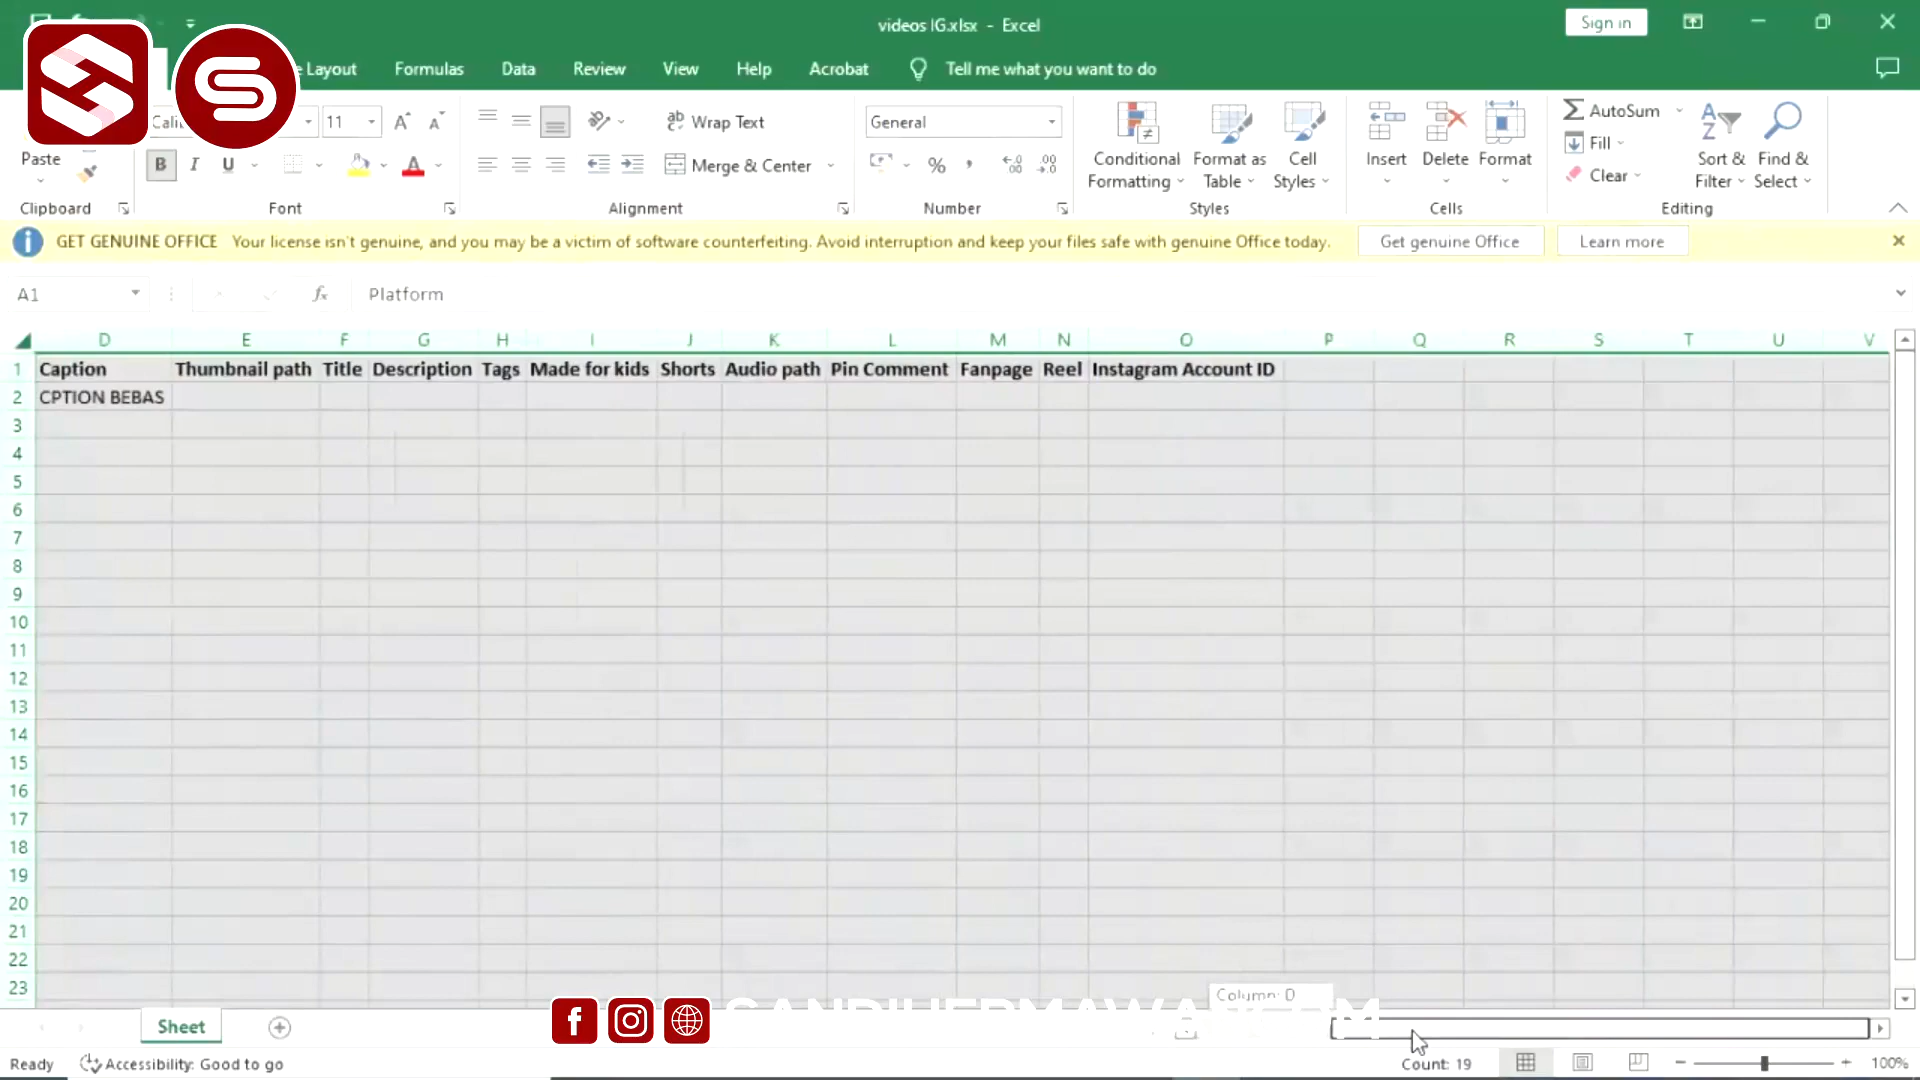 videos IG.xlsx - Excel
Sign in
Layout Formulas Data Review View Help Acrobat Tell me what you want to do
11
Wrap Text
General
AutoSum
Paste
B I U
Merge & Center
%
Conditional Formatting
Format as Table
Cell Styles
Insert
Delete
Format
Fill
Clear
Sort & Filter
Find & Select
Clipboard
Font
Alignment
Number
Styles
Cells
Editing
GET GENUINE OFFICE Your license isn't genuine, and you may be a victim of software counterfeiting. Avoid interruption and keep your files safe with genuine Office today.
Get genuine Office
Learn more
A1
fx
Platform
D E F G H I J K L M N O P Q R S T U V
1 Caption Thumbnail path Title Description Tags Made for kids Shorts Audio path Pin Comment Fanpage Reel Instagram Account ID
2 CPTION BEBAS
3
4
5
6
7
8
9
10
11
12
13
14
15
16
17
18
19
20
21
22
23
Column: D
Sheet
Ready
Accessibility: Good to go
Count: 19
100%